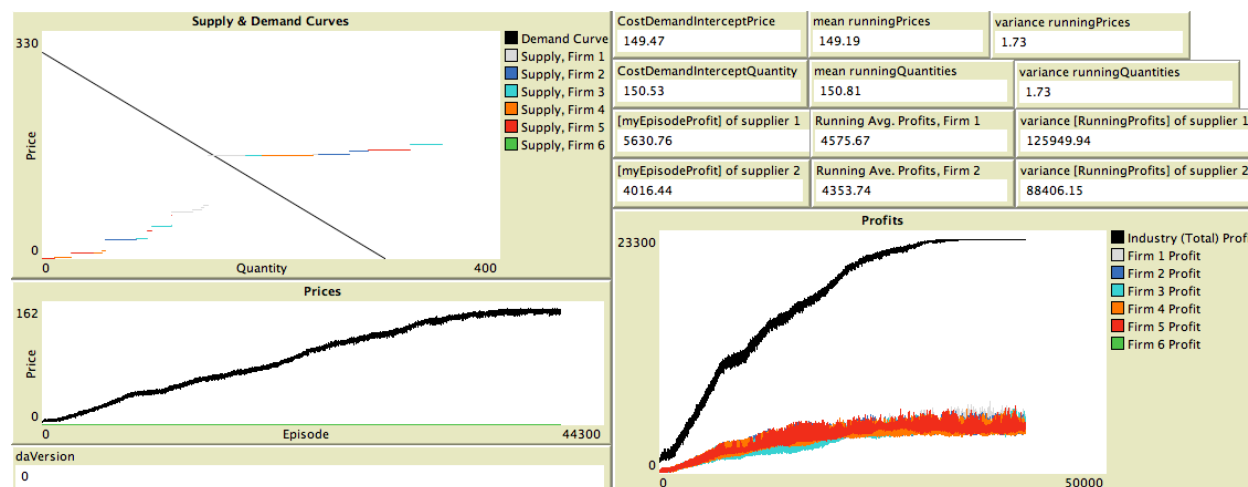 Supply & Demand Curves
330
Price
0
0
Quantity
400
Demand Curve
Supply, Firm 1
Supply, Firm 2
Supply, Firm 3
Supply, Firm 4
Supply, Firm 5
Supply, Firm 6
Prices
162
Price
0
0
Episode
44300
daVersion
0
CostDemandInterceptPrice
149.47
mean runningPrices
149.19
variance runningPrices
1.73
CostDemandInterceptQuantity
150.53
mean runningQuantities
150.81
variance runningQuantities
1.73
[myEpisodeProfit] of supplier 1
5630.76
Running Avg. Profits, Firm 1
4575.67
variance [RunningProfits] of supplier 1
125949.94
[myEpisodeProfit] of supplier 2
4016.44
Running Ave. Profits, Firm 2
4353.74
variance [RunningProfits] of supplier 2
88406.15
Profits
23300
0
0
50000
Industry (Total) Prof
Firm 1 Profit
Firm 2 Profit
Firm 3 Profit
Firm 4 Profit
Firm 5 Profit
Firm 6 Profit